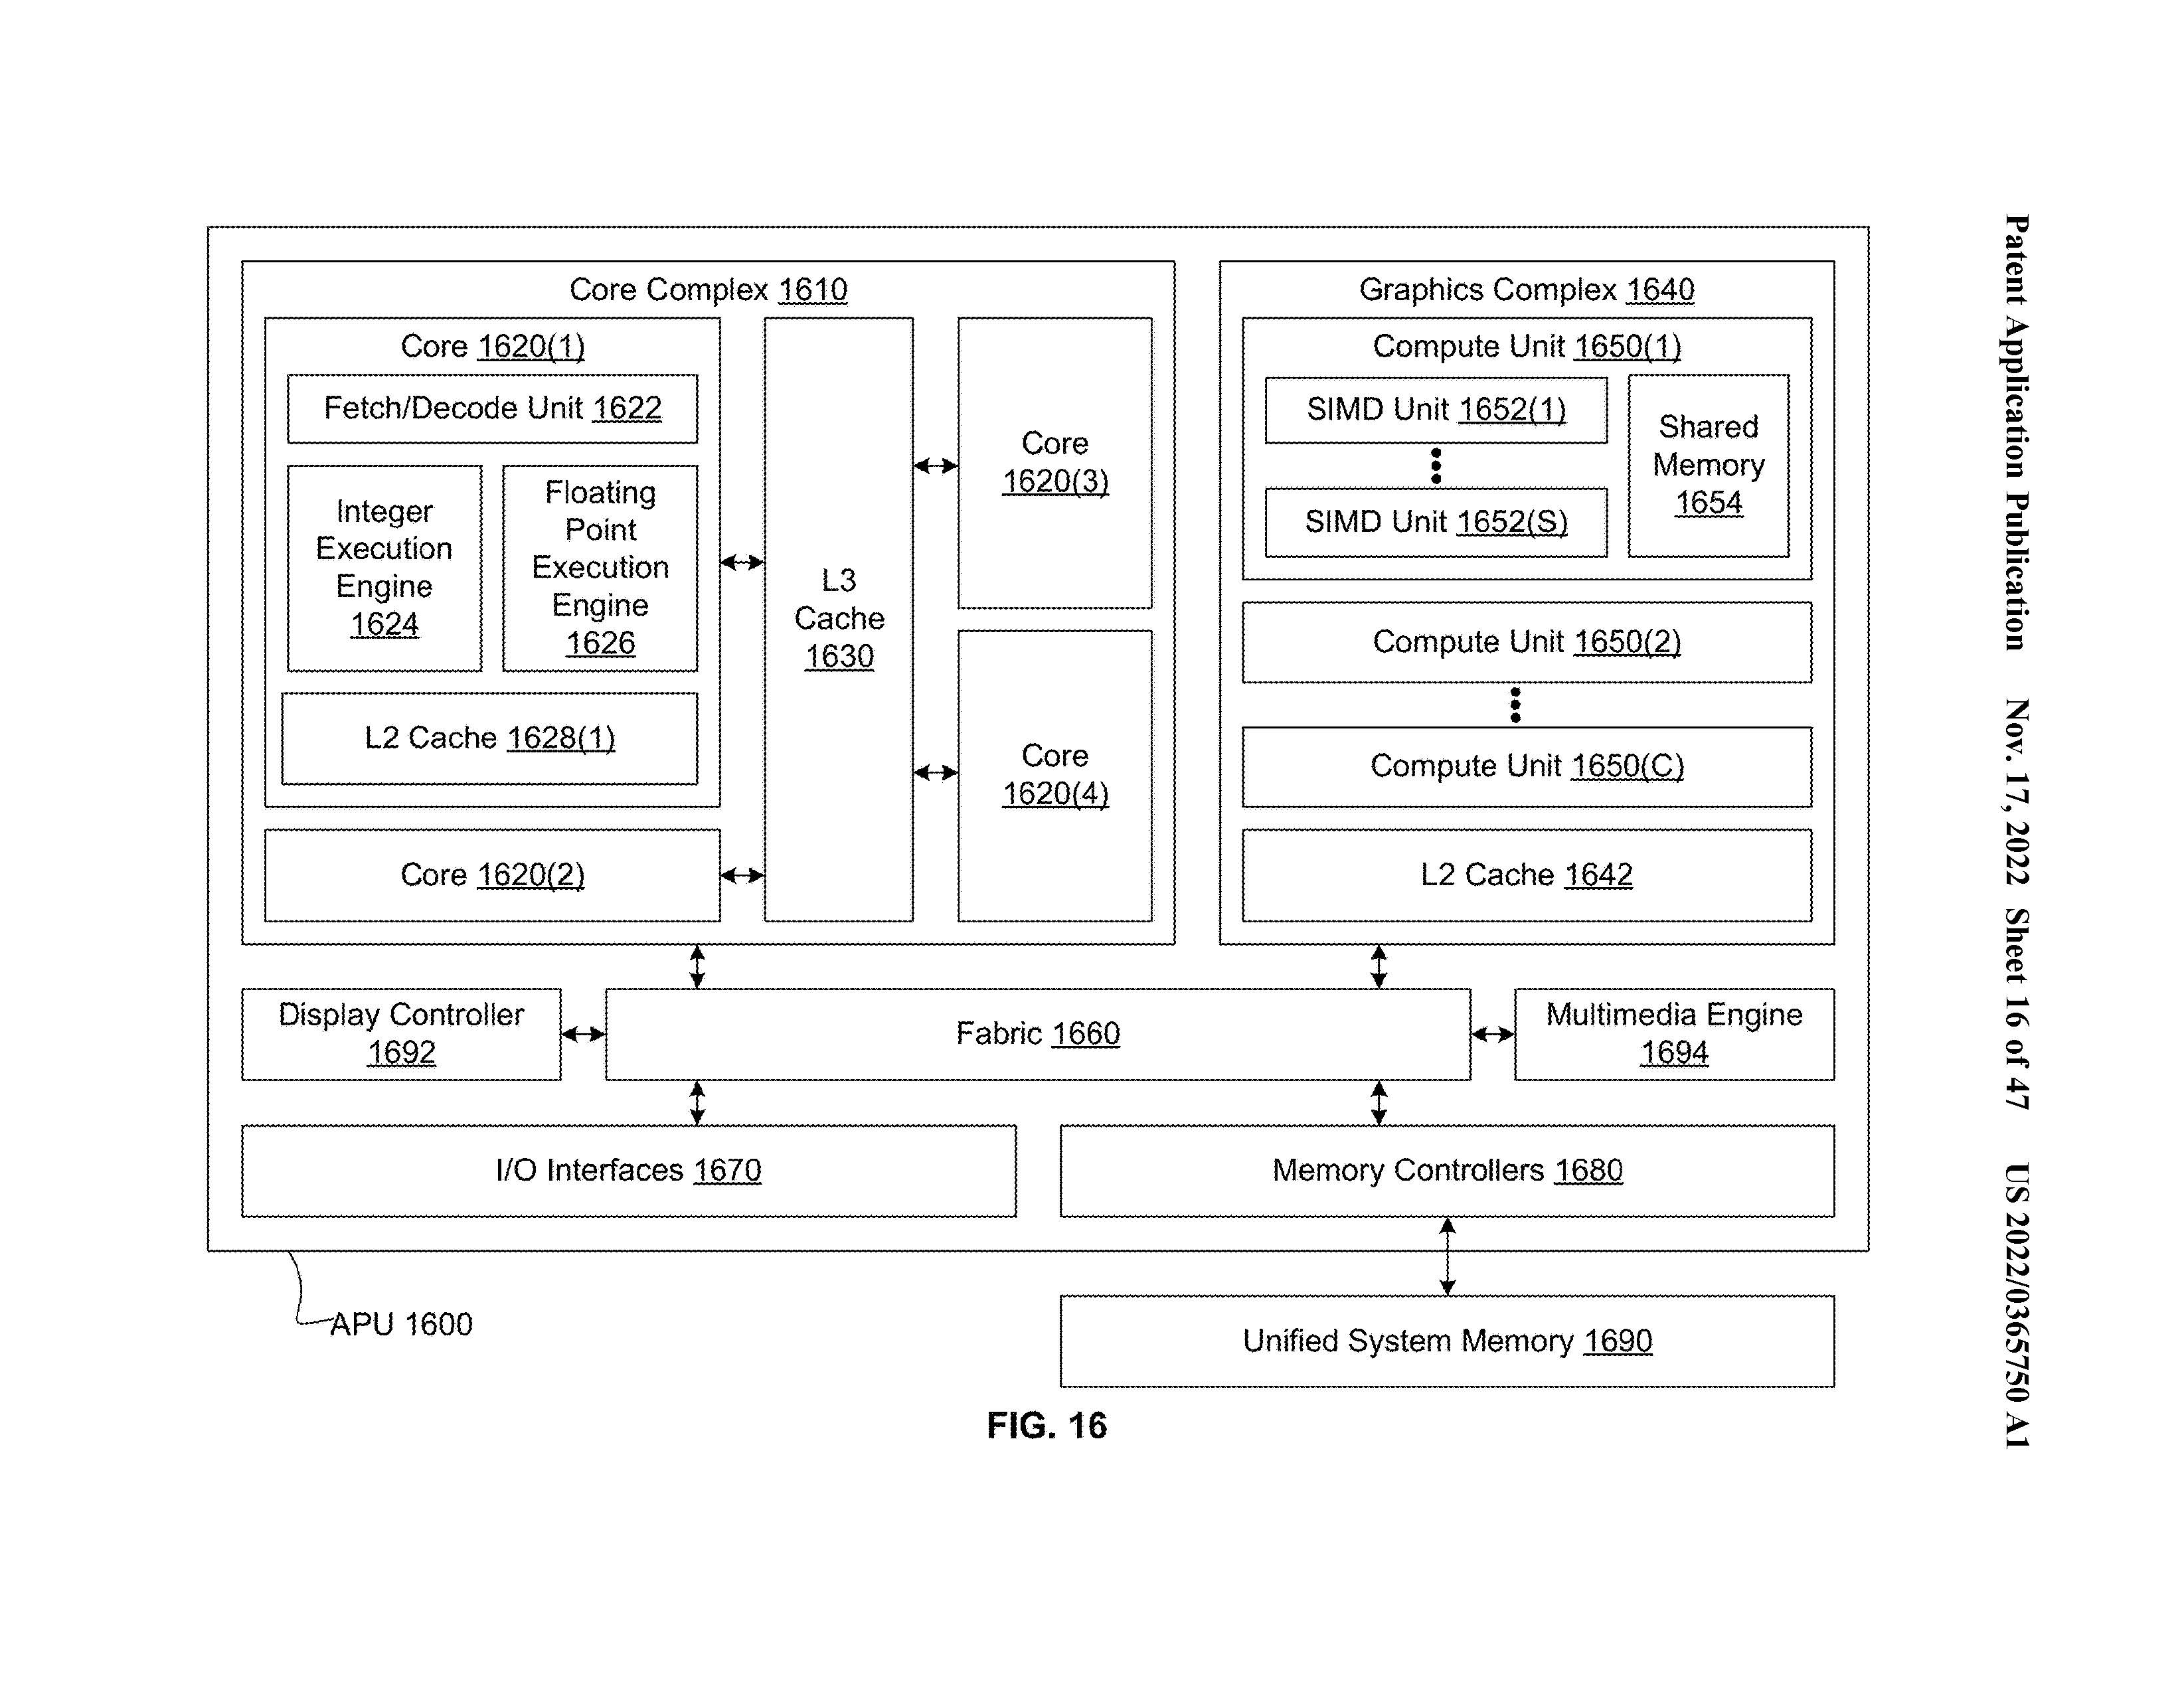 Patent Application Publication Nov. 17, 2022 Sheet 16 of 47 US 2022/0365750 A1
Core Complex 1610
Core 1620(1)
Fetch/Decode Unit 1622
Integer
Execution
Engine
1624
Floating
Point
Execution
Engine
1626
L2 Cache 1628(1)
Core 1620(2)
L3
Cache
1630
Core
1620(3)
Core
1620(4)
Graphics Complex 1640
Compute Unit 1650(1)
SIMD Unit 1652(1)
SIMD Unit 1652(S)
Shared
Memory
1654
Compute Unit 1650(2)
Compute Unit 1650(C)
L2 Cache 1642
Display Controller
1692
Fabric 1660
Multimedia Engine
1694
I/O Interfaces 1670
Memory Controllers 1680
APU 1600
Unified System Memory 1690
FIG. 16